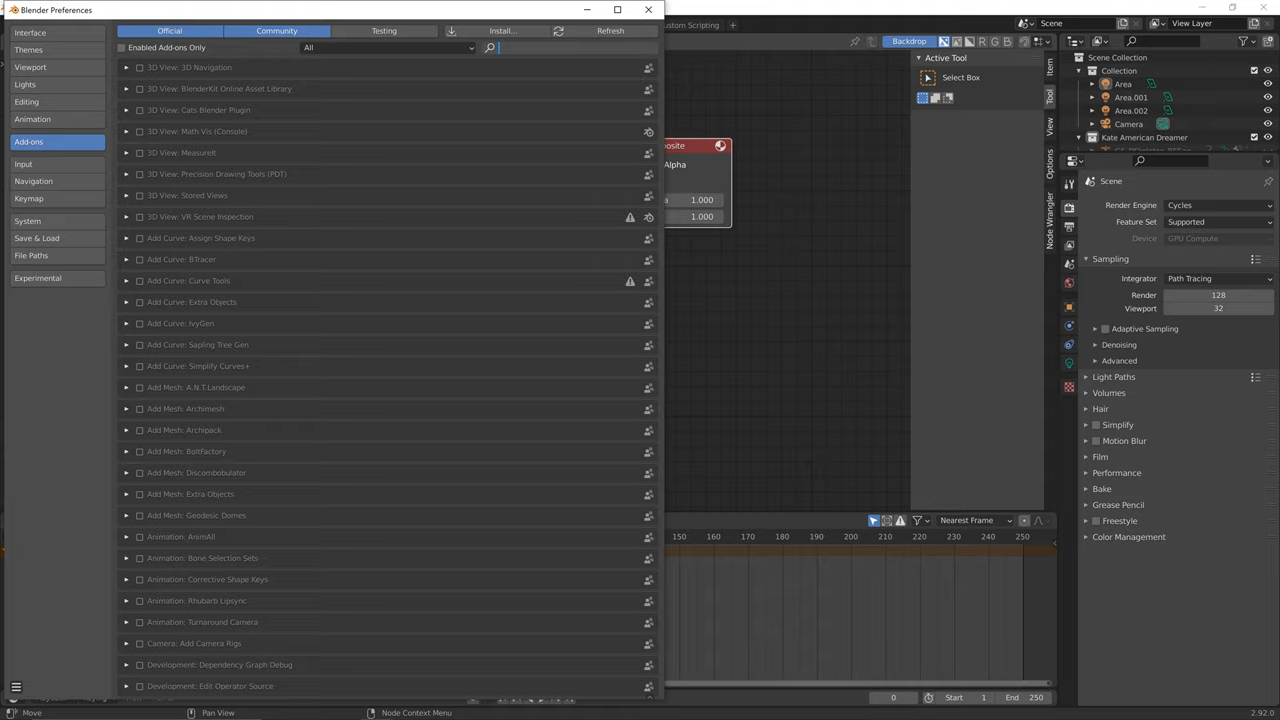 Blender Preferences
Interface
Themes
Viewport
Lights
Editing
Animation
Add-ons
Input
Navigation
Keymap
System
Save & Load
File Paths
Experimental
Official
Community
Testing
Install...
Refresh
Enabled Add-ons Only
All
3D View: 3D Navigation
3D View: BlenderKit Online Asset Library
3D View: Cats Blender Plugin
3D View: Math Vis (Console)
3D View: MeasureIt
3D View: Precision Drawing Tools (PDT)
3D View: Stored Views
3D View: VR Scene Inspection
Add Curve: Assign Shape Keys
Add Curve: BTracer
Add Curve: Curve Tools
Add Curve: Extra Objects
Add Curve: IvyGen
Add Curve: Sapling Tree Gen
Add Curve: Simplify Curves+
Add Mesh: A.N.T.Landscape
Add Mesh: Archimesh
Add Mesh: Archipack
Add Mesh: BoltFactory
Add Mesh: Discombobulator
Add Mesh: Extra Objects
Add Mesh: Geodesic Domes
Animation: AnimAll
Animation: Bone Selection Sets
Animation: Corrective Shape Keys
Animation: Rhubarb Lipsync
Animation: Turnaround Camera
Camera: Add Camera Rigs
Development: Dependency Graph Debug
Development: Edit Operator Source
Move
Pan View
Node Context Menu
Custom Scripting
+
Backdrop
R G B
posite
Alpha
a 1.000
1.000
Active Tool
Select Box
Item
Tool
View
Options
Node Wrangler
Nearest Frame
150 160 170 180 190 200 210 220 230 240 250
0
Start 1
End 250
Scene
View Layer
Scene Collection
Collection
Area
Area.001
Area.002
Camera
Kate American Dreamer
Scene
Render Engine Cycles
Feature Set Supported
Device GPU Compute
Sampling
Integrator Path Tracing
Render 128
Viewport 32
Adaptive Sampling
Denoising
Advanced
Light Paths
Volumes
Hair
Simplify
Motion Blur
Film
Performance
Bake
Grease Pencil
Freestyle
Color Management
2.92.0